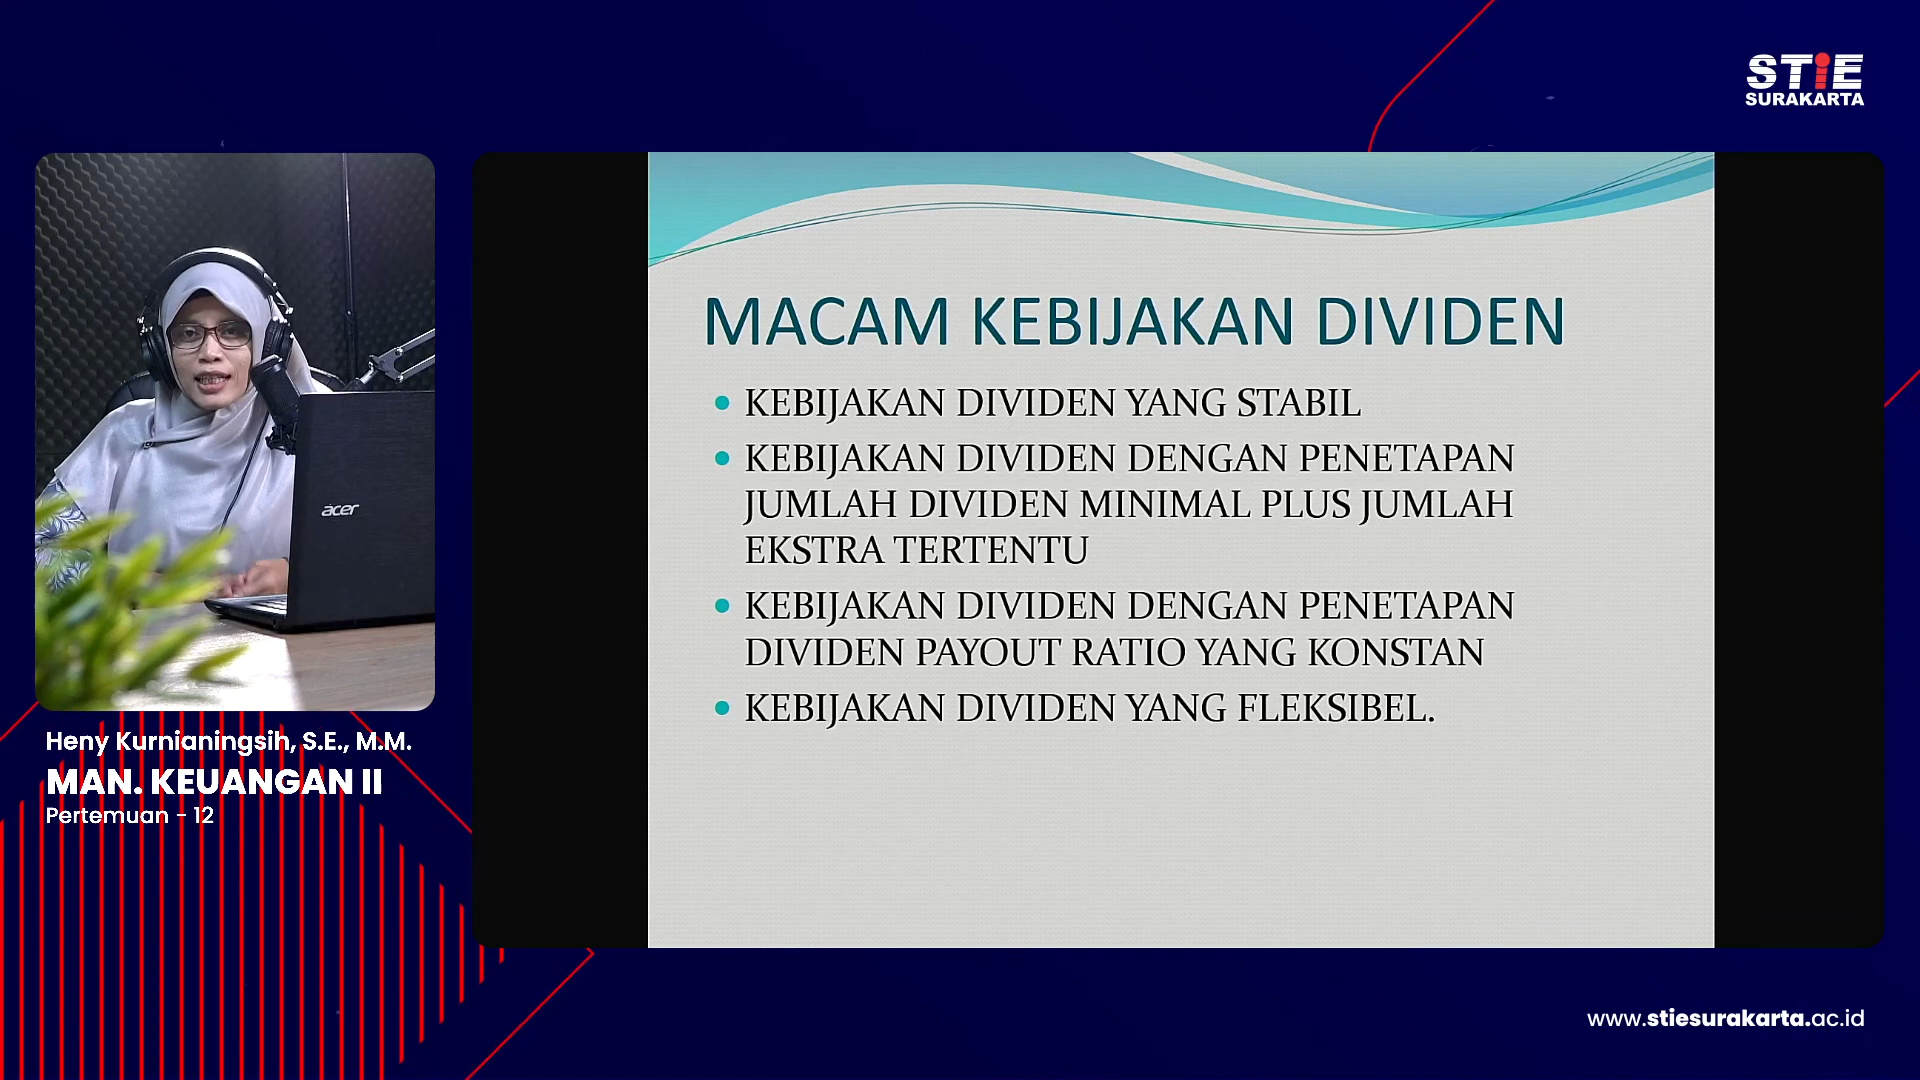 STiE
SURAKARTA
MACAM KEBIJAKAN DIVIDEN
• KEBIJAKAN DIVIDEN YANG STABIL
• KEBIJAKAN DIVIDEN DENGAN PENETAPAN
JUMLAH DIVIDEN MINIMAL PLUS JUMLAH
EKSTRA TERTENTU
• KEBIJAKAN DIVIDEN DENGAN PENETAPAN
DIVIDEN PAYOUT RATIO YANG KONSTAN
• KEBIJAKAN DIVIDEN YANG FLEKSIBEL.
acer
Heny Kurnianingsih, S.E., M.M.
MAN. KEUANGAN II
Pertemuan - 12
www.stiesurakarta.ac.id